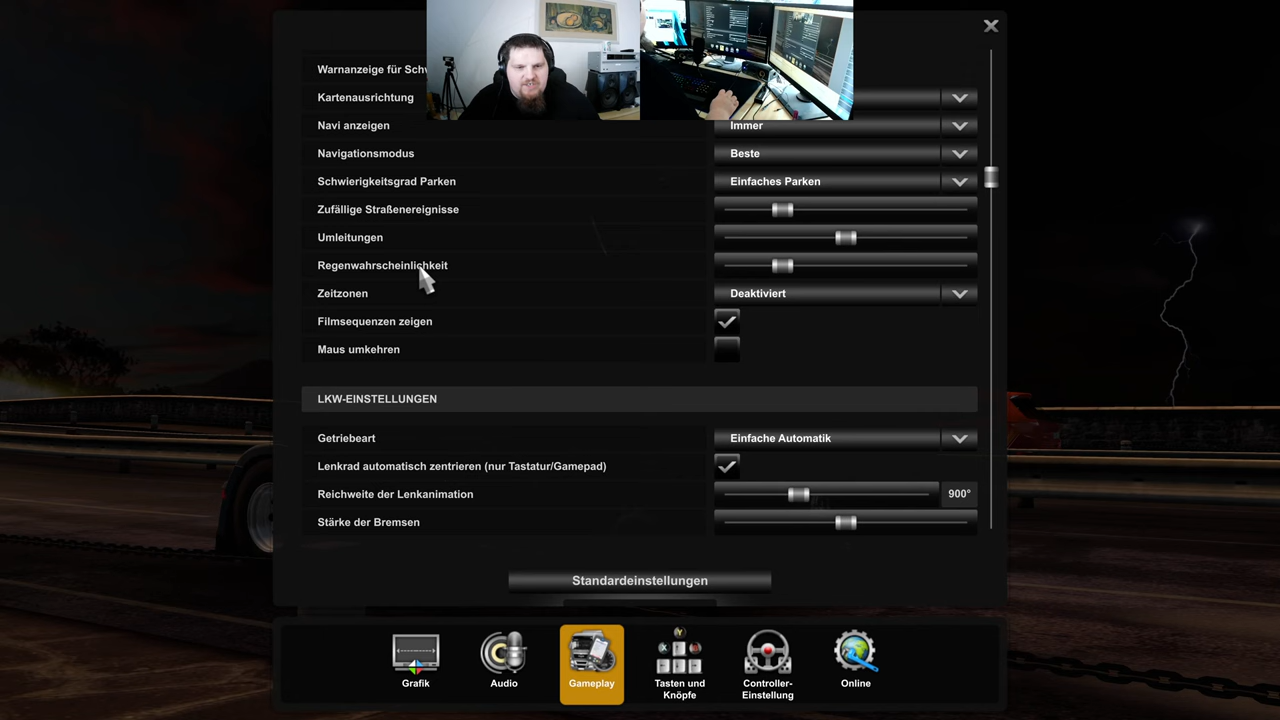 Warnanzeige für
Kartenausrichtung
Navi anzeigen Immer
Navigationsmodus Beste
Schwierigkeitsgrad Parken Einfaches Parken
Zufällige Straßenereignisse
Umleitungen
Regenwahrscheinlichkeit
Zeitzonen Deaktiviert
Filmsequenzen zeigen
Maus umkehren
LKW-EINSTELLUNGEN
Getriebeart Einfache Automatik
Lenkrad automatisch zentrieren (nur Tastatur/Gamepad)
Reichweite der Lenkanimation 900°
Stärke der Bremsen
Standardeinstellungen
Grafik Audio Gameplay Tasten und Knöpfe Controller-Einstellung Online